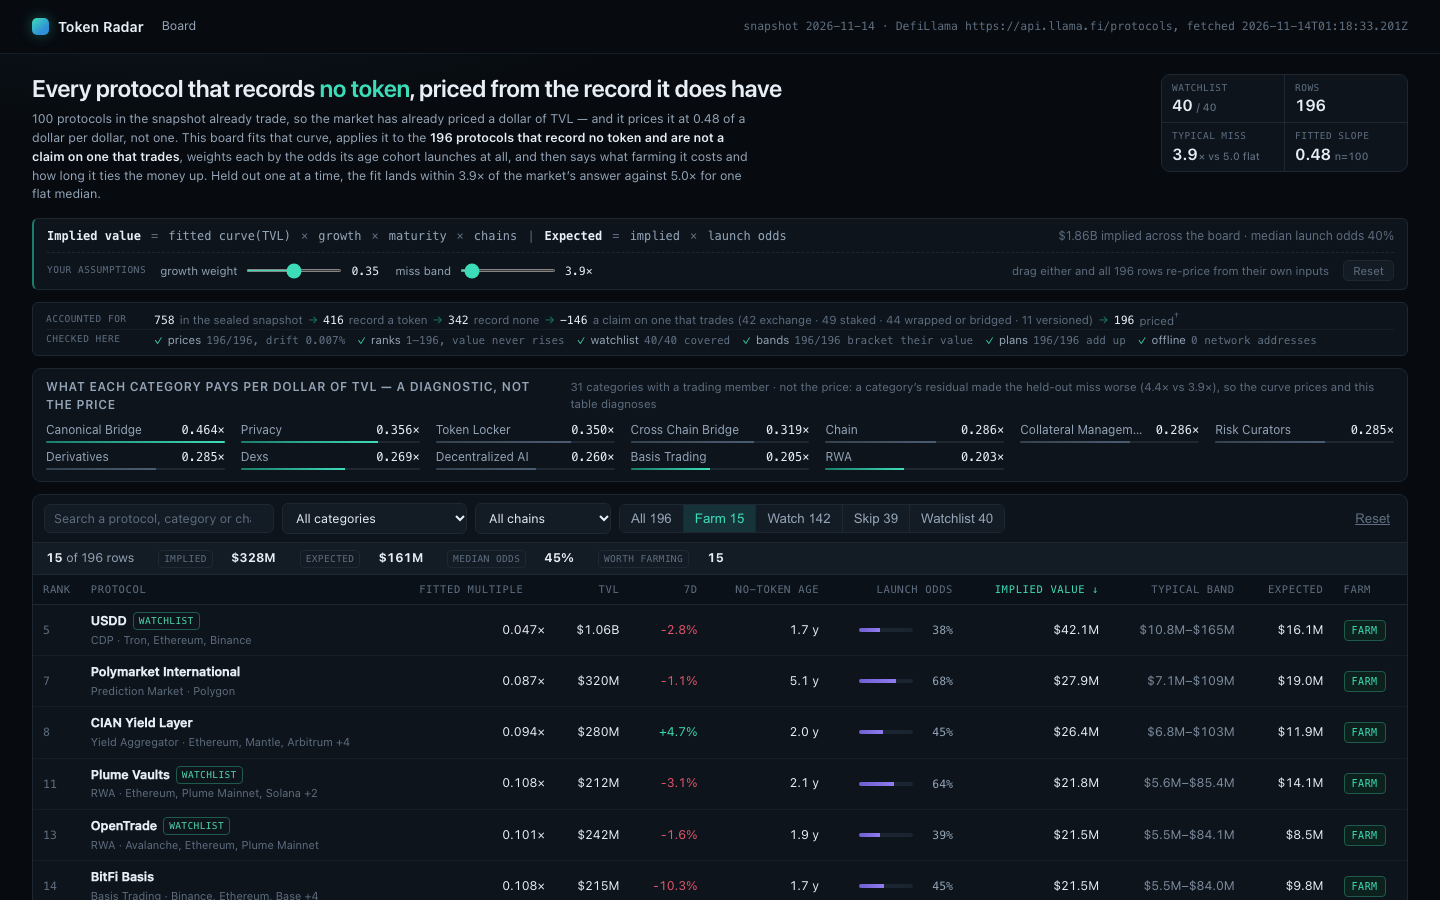 Token Radar Board snapshot 2026-11-14 · DefiLlama https://api.llama.fi/protocols, fetched 2026-11-14T01:18:33.201Z
Every protocol that records no token, priced from the record it does have
100 protocols in the snapshot already trade, so the market has already priced a dollar of TVL — and it prices it at 0.48 of a
dollar per dollar, not one. This board fits that curve, applies it to the 196 protocols that record no token and are not a
claim on one that trades, weights each by the odds its age cohort launches at all, and then says what farming it costs and
how long it ties the money up. Held out one at a time, the fit lands within 3.9× of the market's answer against 5.0× for one
flat median.
WATCHLIST ROWS
40 / 40 196
TYPICAL MISS FITTED SLOPE
3.9× vs 5.0 flat 0.48 n=100
Implied value = fitted curve(TVL) × growth × maturity × chains | Expected = implied × launch odds $1.86B implied across the board · median launch odds 40%
YOUR ASSUMPTIONS growth weight 0.35 miss band 3.9× drag either and all 196 rows re-price from their own inputs Reset
ACCOUNTED FOR 758 in the sealed snapshot → 416 record a token → 342 record none → −146 a claim on one that trades (42 exchange · 49 staked · 44 wrapped or bridged · 11 versioned) → 196 priced†
CHECKED HERE ✓ prices 196/196, drift 0.007% ✓ ranks 1–196, value never rises ✓ watchlist 40/40 covered ✓ bands 196/196 bracket their value ✓ plans 196/196 add up ✓ offline 0 network addresses
WHAT EACH CATEGORY PAYS PER DOLLAR OF TVL — A DIAGNOSTIC, NOT
THE PRICE
31 categories with a trading member · not the price: a category's residual made the held-out miss worse (4.4× vs 3.9×), so the curve prices and this
table diagnoses
Canonical Bridge 0.464× Privacy 0.356× Token Locker 0.350× Cross Chain Bridge 0.319× Chain 0.286× Collateral Managem... 0.286× Risk Curators 0.285×
Derivatives 0.285× Dexs 0.269× Decentralized AI 0.260× Basis Trading 0.205× RWA 0.203×
Search a protocol, category or ch All categories All chains All 196 Farm 15 Watch 142 Skip 39 Watchlist 40 Reset
15 of 196 rows IMPLIED $328M EXPECTED $161M MEDIAN ODDS 45% WORTH FARMING 15
RANK PROTOCOL FITTED MULTIPLE TVL 7D NO-TOKEN AGE LAUNCH ODDS IMPLIED VALUE ↓ TYPICAL BAND EXPECTED FARM
5 USDD WATCHLIST 0.047× $1.06B -2.8% 1.7 y 38% $42.1M $10.8M–$165M $16.1M FARM
CDP · Tron, Ethereum, Binance
7 Polymarket International 0.087× $320M -1.1% 5.1 y 68% $27.9M $7.1M–$109M $19.0M FARM
Prediction Market · Polygon
8 CIAN Yield Layer 0.094× $280M +4.7% 2.0 y 45% $26.4M $6.8M–$103M $11.9M FARM
Yield Aggregator · Ethereum, Mantle, Arbitrum +4
11 Plume Vaults WATCHLIST 0.108× $212M -3.1% 2.1 y 64% $21.8M $5.6M–$85.4M $14.1M FARM
RWA · Ethereum, Plume Mainnet, Solana +2
13 OpenTrade WATCHLIST 0.101× $242M -1.6% 1.9 y 39% $21.5M $5.5M–$84.1M $8.5M FARM
RWA · Avalanche, Ethereum, Plume Mainnet
14 BitFi Basis 0.108× $215M -10.3% 1.7 y 45% $21.5M $5.5M–$84.0M $9.8M FARM
Basis Trading · Binance, Ethereum, Base +4